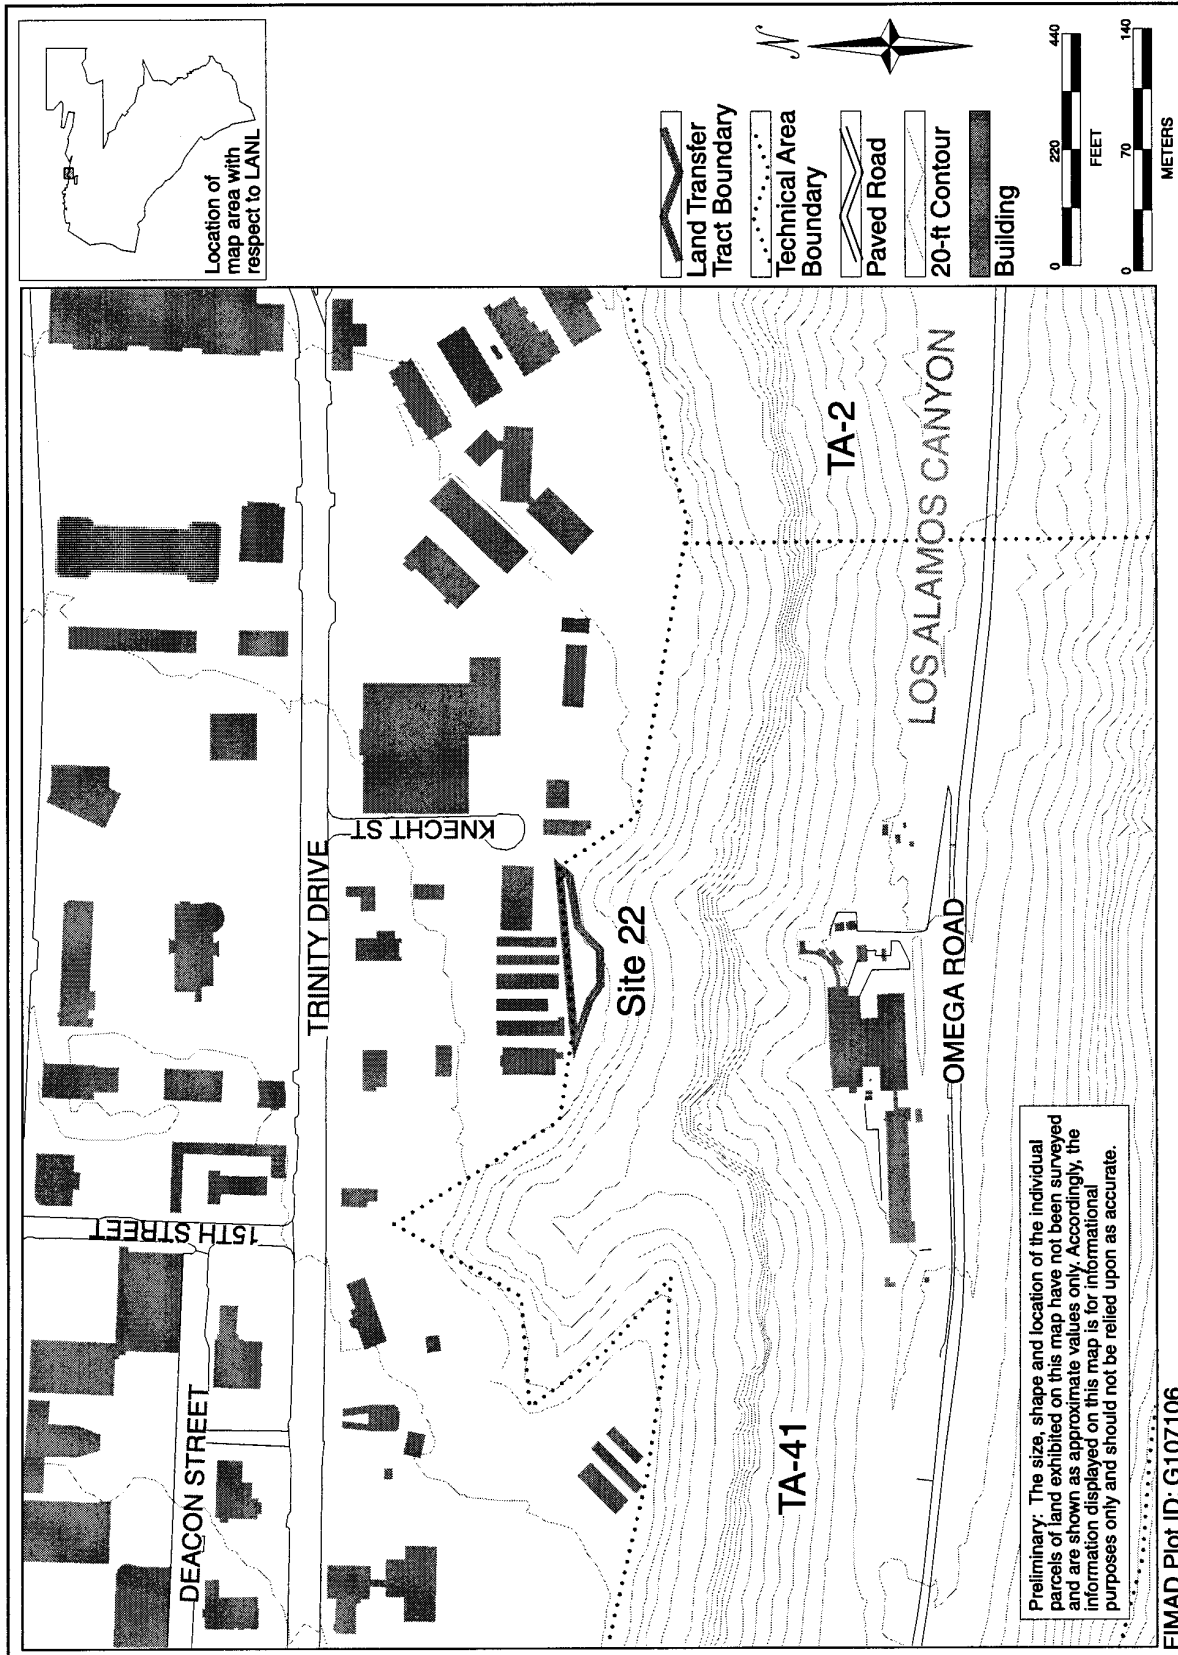 Location of
map area with
respect to LANL
N
Land Transfer
Tract Boundary
Technical Area
Boundary
Paved Road
20-ft Contour
Building
0 220 440
FEET
0 70 140
METERS
DEACON STREET
15TH STREET
TRINITY DRIVE
KNECHT ST
Site 22
TA-41
TA-2
LOS ALAMOS CANYON
OMEGA ROAD
Preliminary: The size, shape and location of the individual
parcels of land exhibited on this map have not been surveyed
and are shown as approximate values only. Accordingly, the
information displayed on this map is for informational
purposes only and should not be relied upon as accurate.
FIMAD Plot ID: G107106